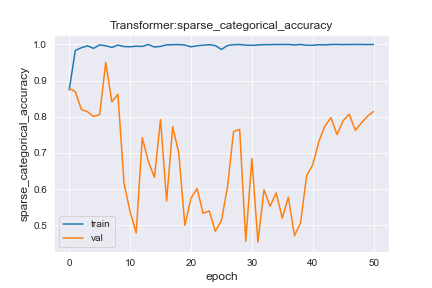 Transformer:sparse_categorical_accuracy
1.0
0.9
0.8
0.7
0.6
0.5
sparse_categorical_accuracy
train
val
0 10 20 30 40 50
epoch